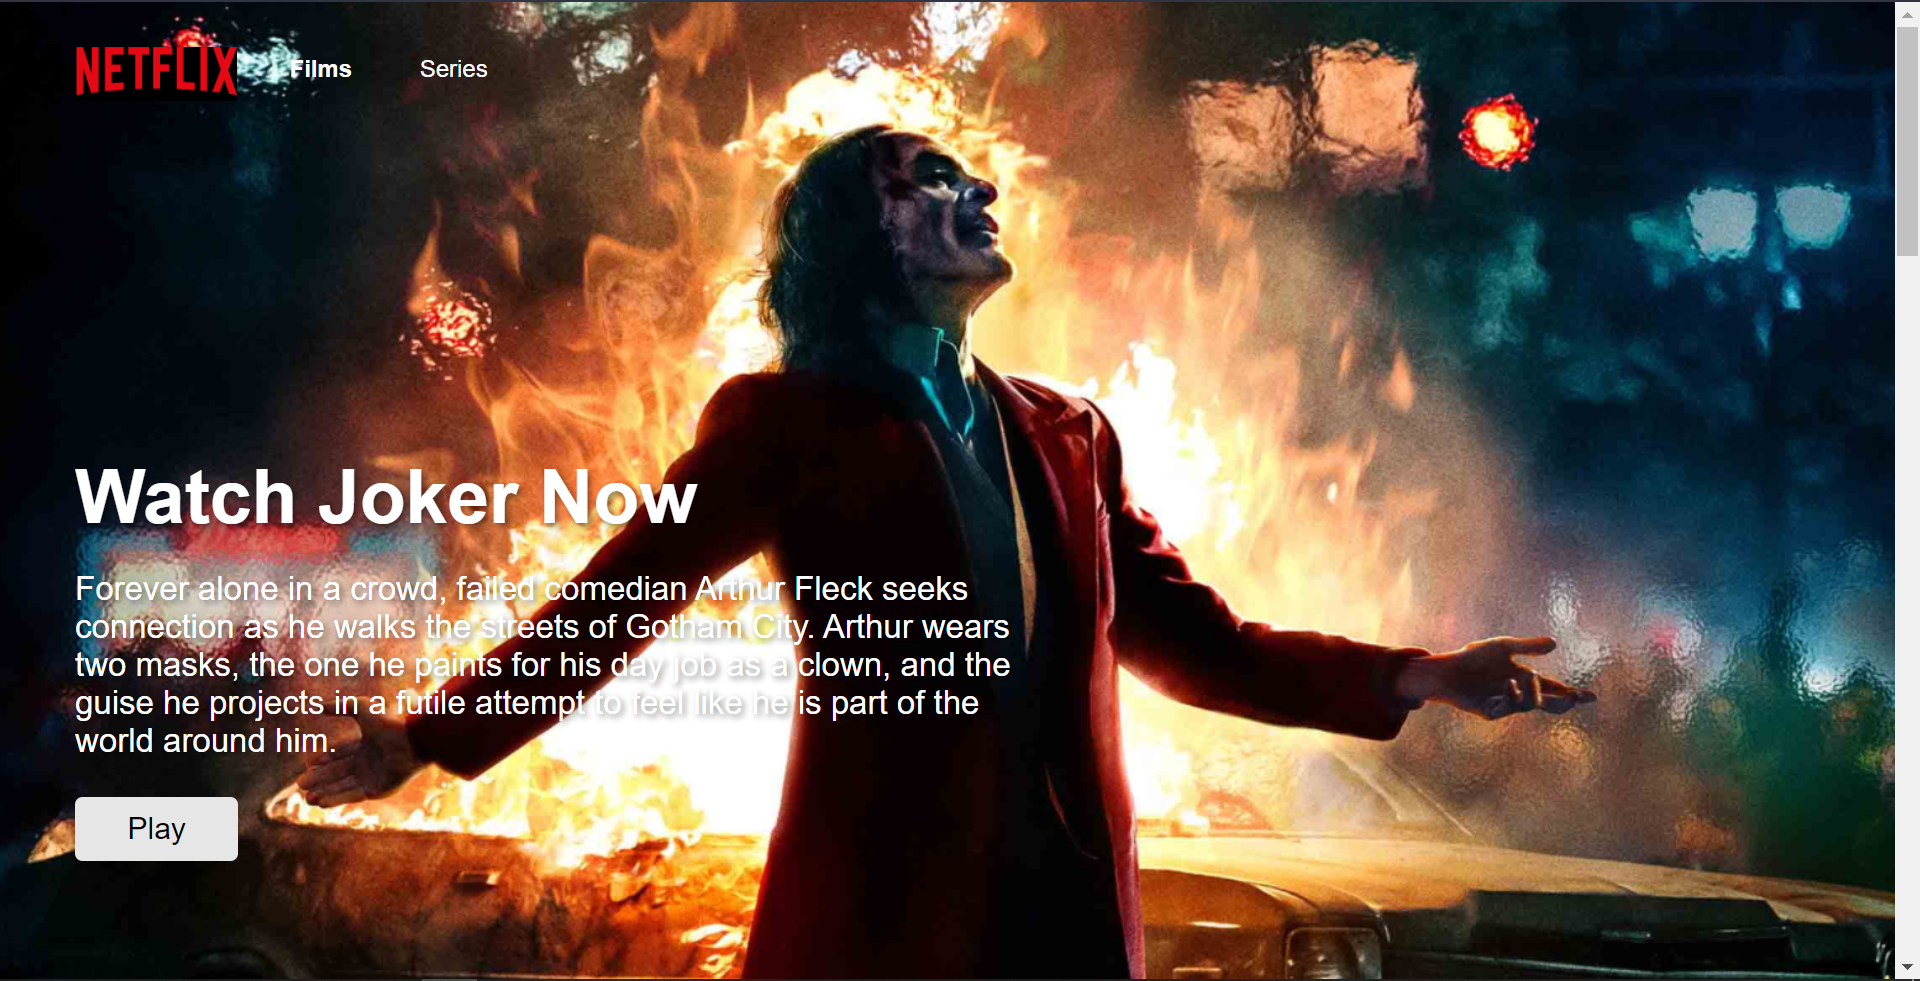 NETFLIX Films Series
Watch Joker Now
Forever alone in a crowd, failed comedian Arthur Fleck seeks
connection as he walks the streets of Gotham City. Arthur wears
two masks, the one he paints for his day job as a clown, and the
guise he projects in a futile attempt to feel like he is part of the
world around him.
Play